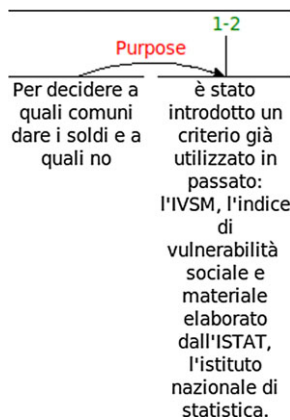 1-2
Purpose
Per decidere a
quali comuni
dare i soldi e a
quali no
è stato
introdotto un
criterio già
utilizzato in
passato:
l'IVSM, l'indice
di
vulnerabilità
sociale e
materiale
elaborato
dall'ISTAT,
l'istituto
nazionale di
statistica.